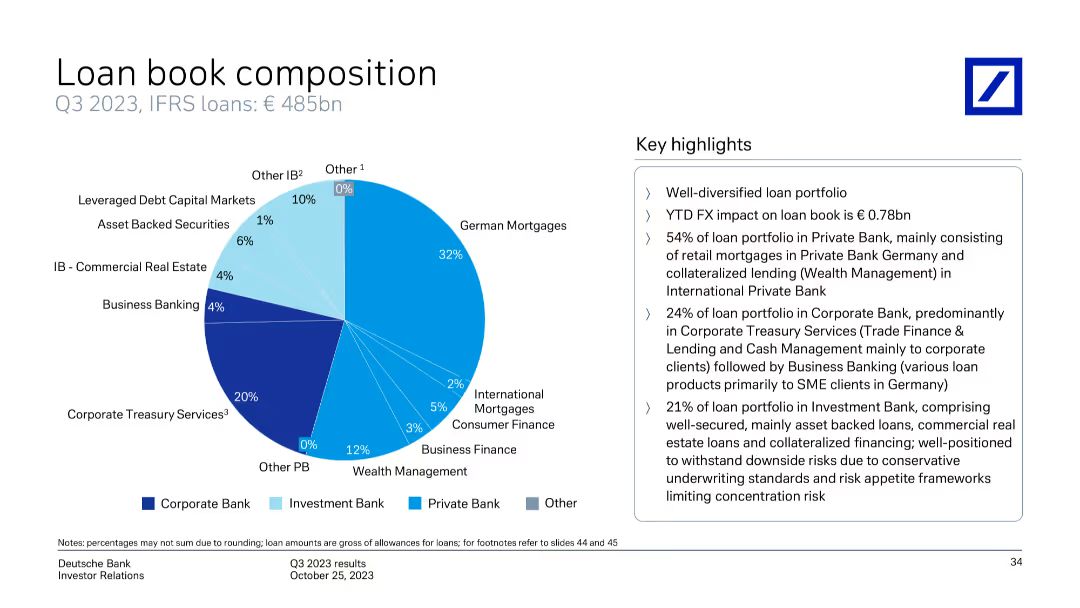 Loan book composition
Q3 2023, IFRS loans: € 485bn
Other ¹
Other IB²
0%
10%
Leveraged Debt Capital Markets
1%
Asset Backed Securities
6%
IB - Commercial Real Estate
4%
Business Banking
4%
German Mortgages
32%
2%
International
Mortgages
5%
Consumer Finance
3%
Business Finance
12%
Wealth Management
0%
Other PB
20%
Corporate Treasury Services³
Corporate Bank
Investment Bank
Private Bank
Other
Key highlights
〉 Well-diversified loan portfolio
〉 YTD FX impact on loan book is € 0.78bn
〉 54% of loan portfolio in Private Bank, mainly consisting
of retail mortgages in Private Bank Germany and
collateralized lending (Wealth Management) in
International Private Bank
〉 24% of loan portfolio in Corporate Bank, predominantly
in Corporate Treasury Services (Trade Finance &
Lending and Cash Management mainly to corporate
clients) followed by Business Banking (various loan
products primarily to SME clients in Germany)
〉 21% of loan portfolio in Investment Bank, comprising
well-secured, mainly asset backed loans, commercial real
estate loans and collateralized financing; well-positioned
to withstand downside risks due to conservative
underwriting standards and risk appetite frameworks
limiting concentration risk
Notes: percentages may not sum due to rounding; loan amounts are gross of allowances for loans; for footnotes refer to slides 44 and 45
Deutsche Bank
Investor Relations
Q3 2023 results
October 25, 2023
34